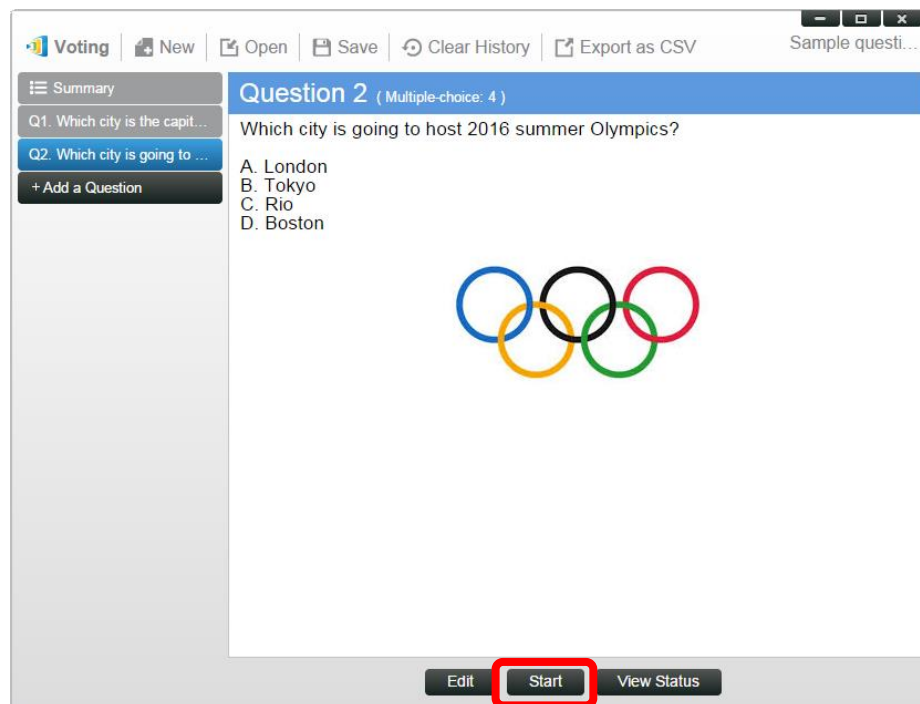 Voting New Open Save Clear History Export as CSV Sample questi...
Summary
Q1. Which city is the capit...
Q2. Which city is going to ...
+ Add a Question
Question 2 ( Multiple-choice: 4 )
Which city is going to host 2016 summer Olympics?
A. London
B. Tokyo
C. Rio
D. Boston
Edit Start View Status